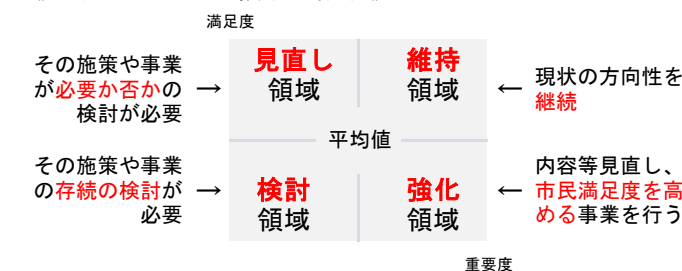 満足度
その施策や事業
が必要か否かの
検討が必要
→
見直し
領域
維持
領域
←
現状の方向性を
継続
平均値
その施策や事業
の存続の検討が
必要
→
検討
領域
強化
領域
←
内容等見直し、
市民満足度を高
める事業を行う
重要度